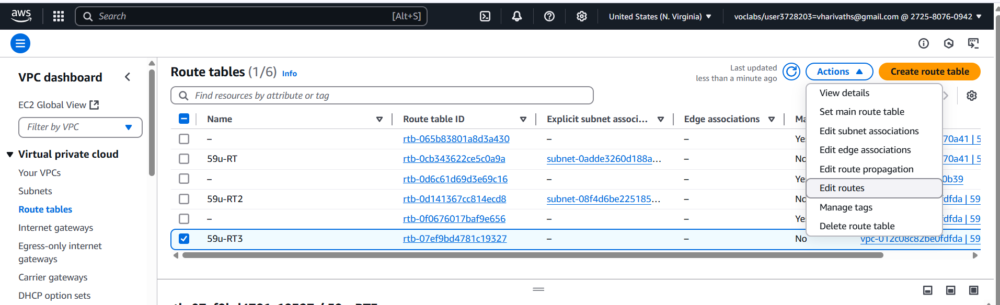 aws
Search [Alt+S]
United States (N. Virginia) ▼
voclabs/user3728203=vharivaths@gmail.com @ 2725-8076-0942 ▼
VPC dashboard
EC2 Global View
Filter by VPC
Virtual private cloud
Your VPCs
Subnets
Route tables
Internet gateways
Egress-only internet
gateways
Carrier gateways
DHCP option sets
Route tables (1/6) Info
Last updated
less than a minute ago
Actions
Create route table
Find resources by attribute or tag
View details
Set main route table
Edit subnet associations
Edit edge associations
Edit route propagation
Edit routes
Manage tags
Delete route table
Name Route table ID Explicit subnet associ... Edge associations Ma
– rtb-065b83801a8d3a430 – – Yes 70a41 | 5
59u-RT rtb-0cb343622ce5c0a9a subnet-0adde3260d188a... – No 70a41 | 5
– rtb-0d6c61d69d3e69c16 – – Ye 0b39
59u-RT2 rtb-0d141367cc814ecd8 subnet-08f4d6be225185... – No fdfda | 59
– rtb-0f0676017baf9e656 – – Ye fdfda | 59
59u-RT3 rtb-07ef9bd4781c19327 – – No vpc-012c08c82be0fdfda | 59